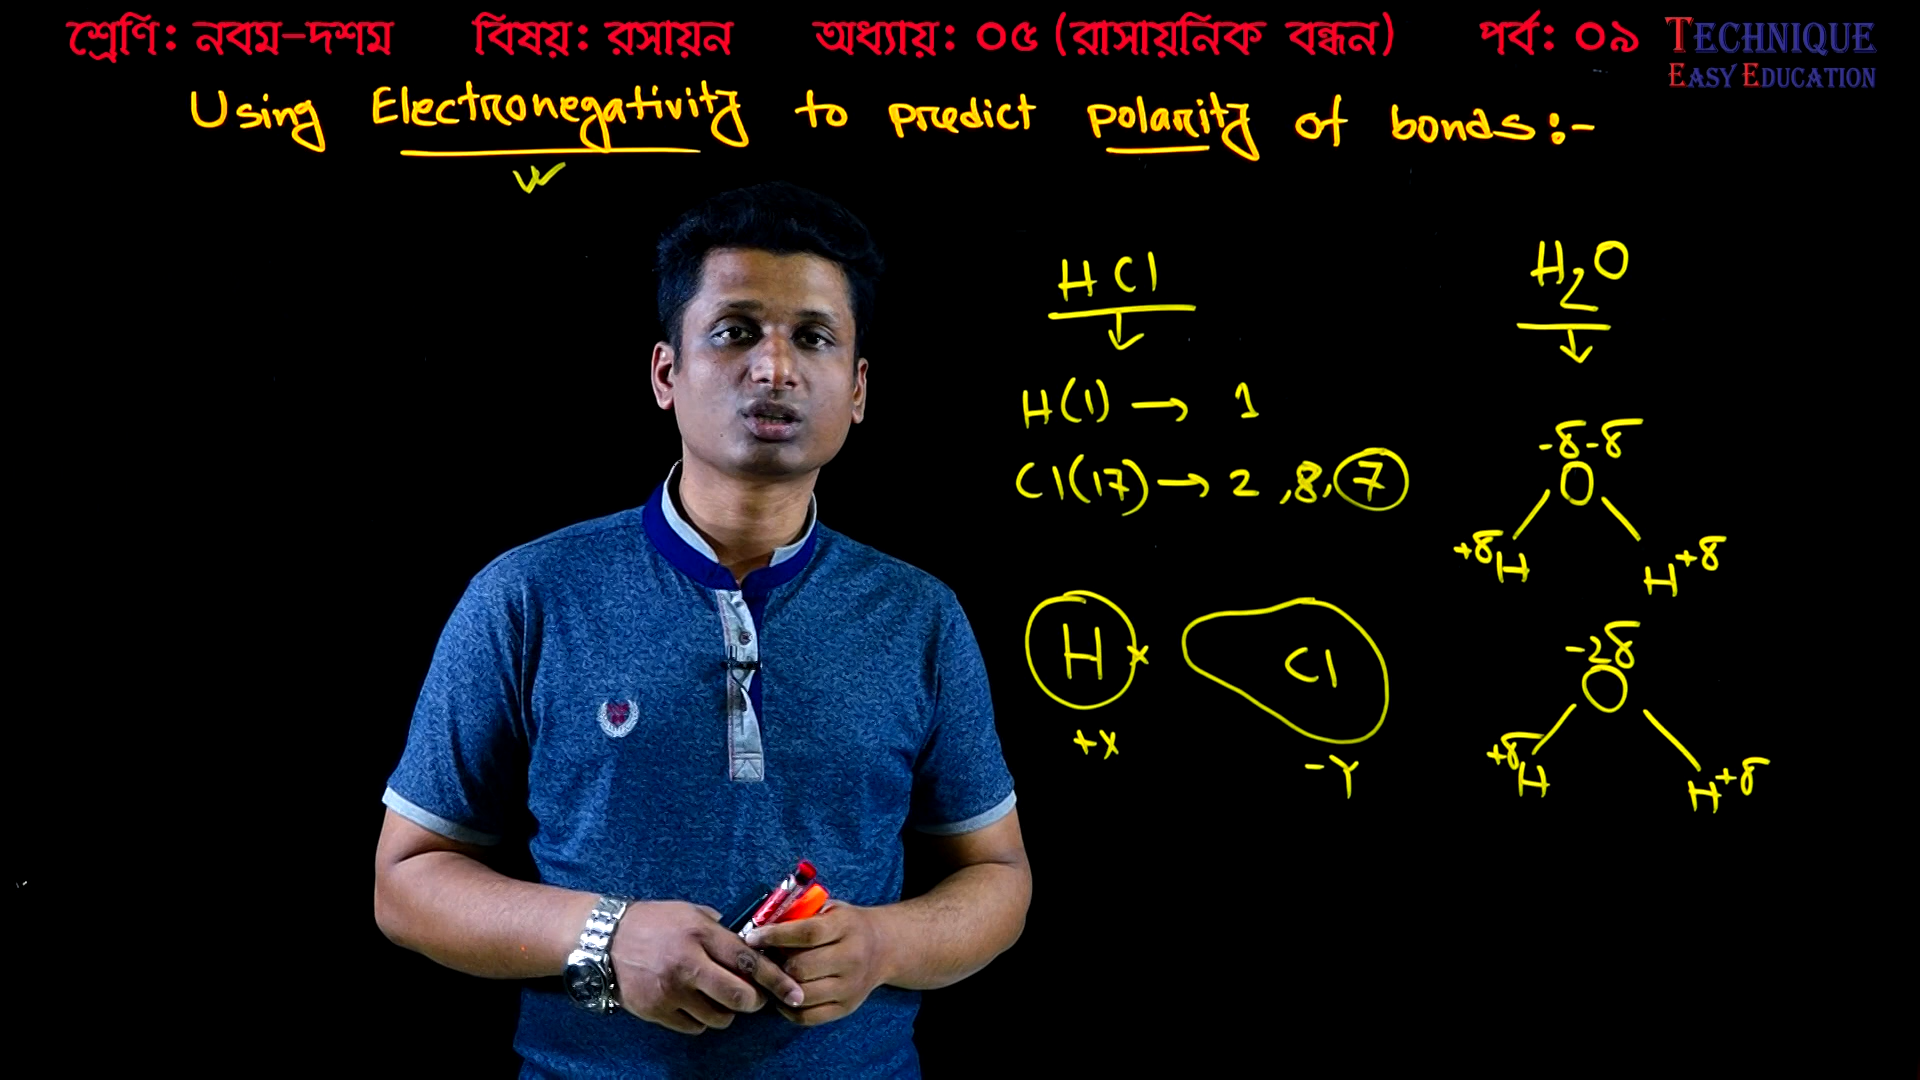 শ্রেণি: নবম-দশম বিষয়: রসায়ন অধ্যায়: ০৫ (রাসায়নিক বন্ধন) পর্ব: ০৯
TECHNIQUE
EASY EDUCATION
Using Electronegativity to predict polarity of bonds:-
HCl
H(1) → 1
Cl(17) → 2,8,7
H x Cl
+x -Y
H₂O
-δ-δ
O
+δH H+δ
-2δ
O
+δH H+δ